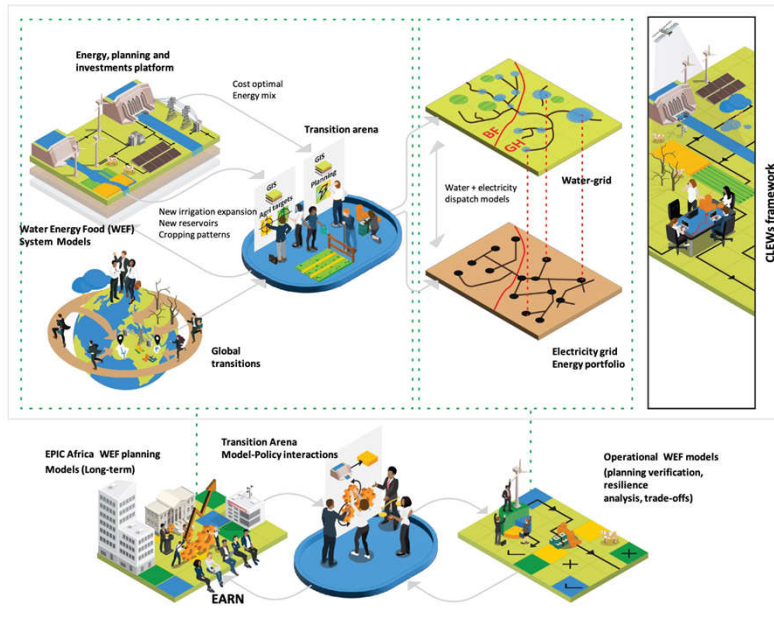 Energy, planning and
investments platform
Cost optimal
Energy mix
Transition arena
GIS
Agri targets
GIS
Planning
New irrigation expansion
New reservoirs
Cropping patterns
Water Energy Food (WEF)
System Models
Global
transitions
BF
GH
Water-grid
Water + electricity
dispatch models
Electricity grid
Energy portfolio
CLEWs framework
EPIC Africa WEF planning
Models (Long-term)
Transition Arena
Model-Policy interactions
Operational WEF models
(planning verification,
resilience
analysis, trade-offs)
EARN